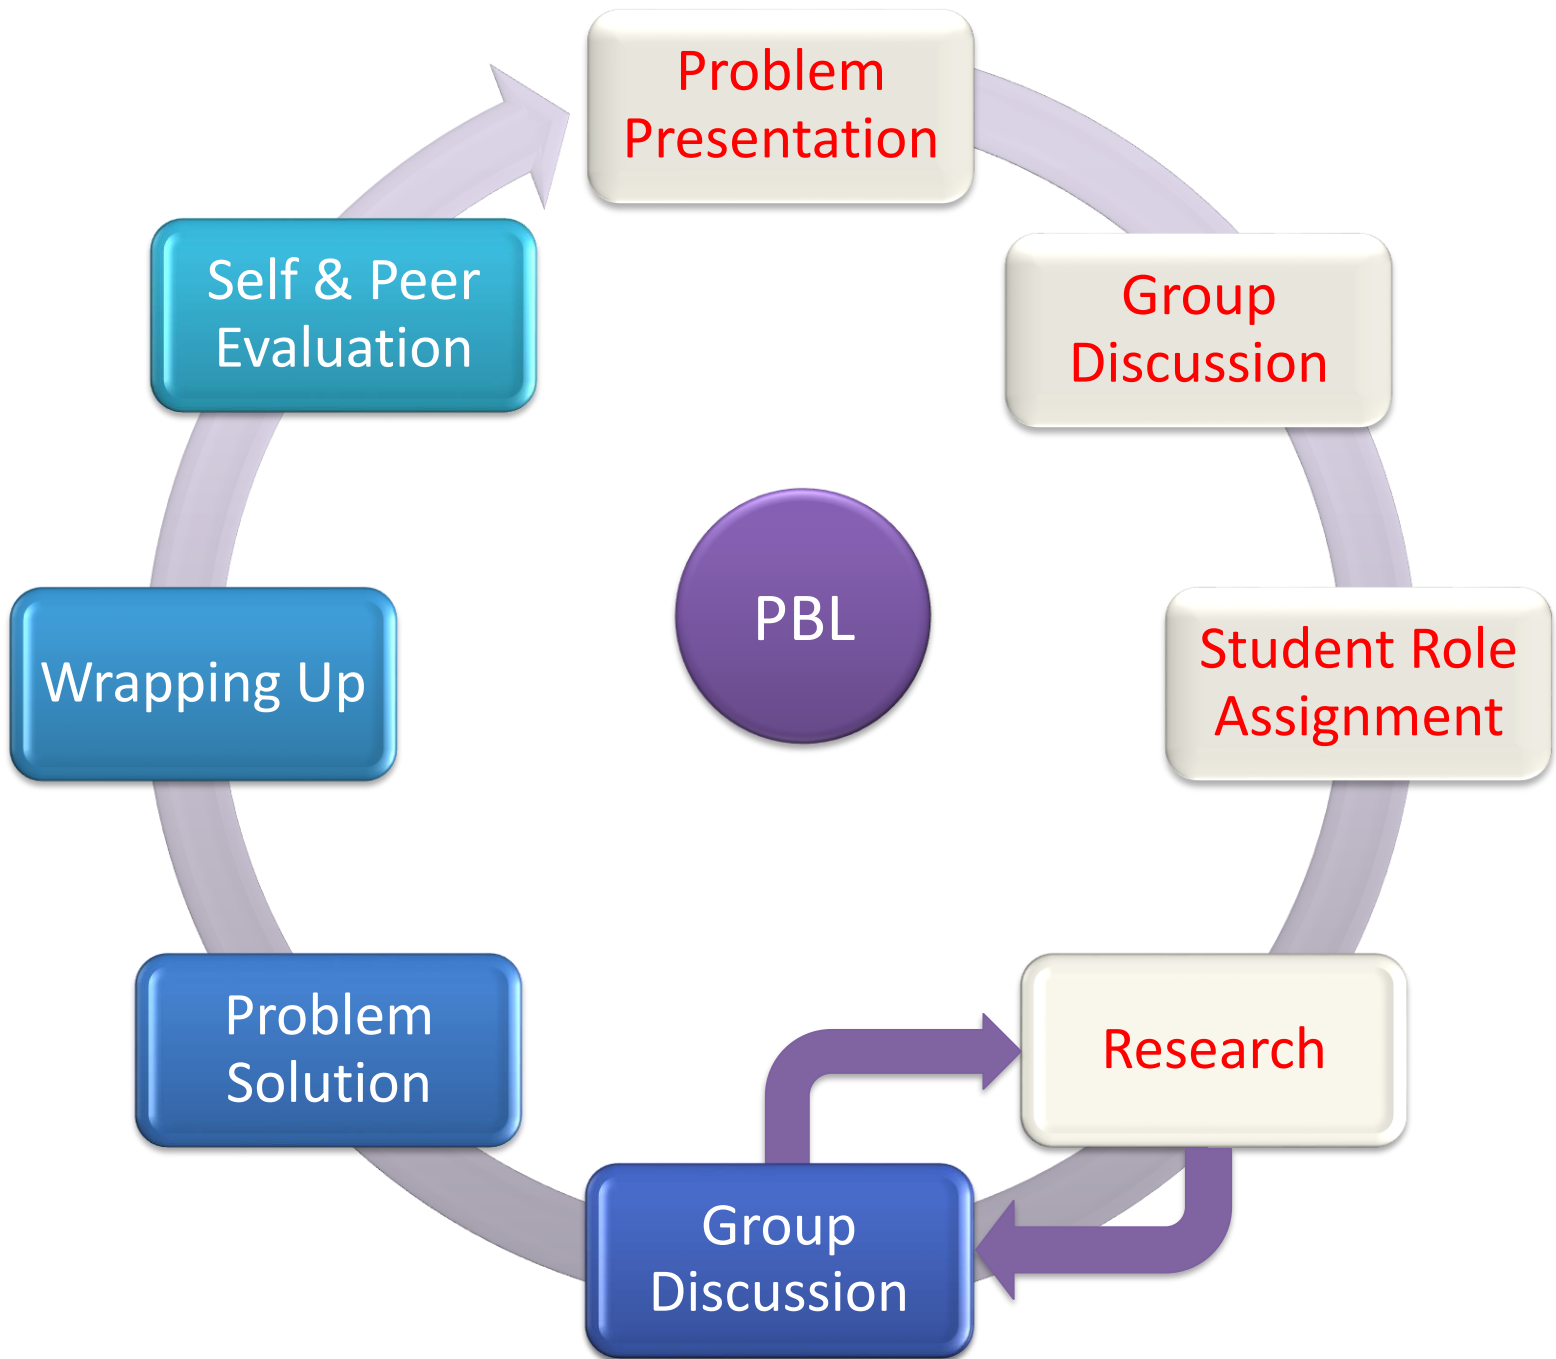 Problem
Presentation
Group
Discussion
Student Role
Assignment
Research
Group
Discussion
Problem
Solution
Wrapping Up
Self & Peer
Evaluation
PBL